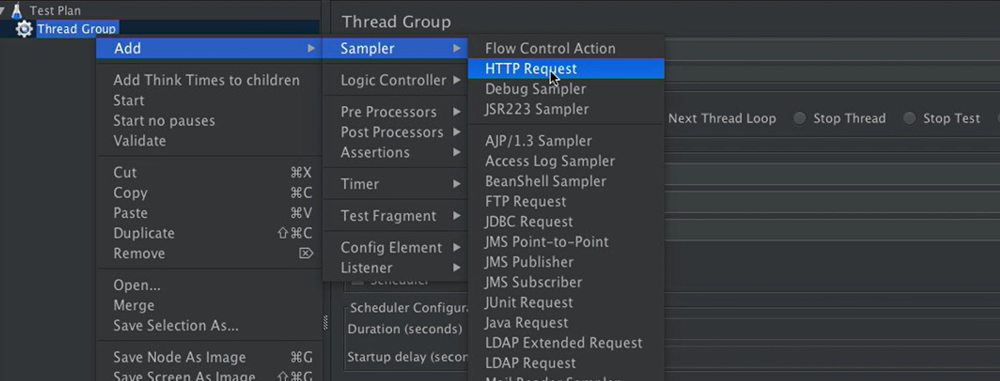 Test Plan
Thread Group
Thread Group
Add
Add Think Times to children
Start
Start no pauses
Validate
Cut ⌘X
Copy ⌘C
Paste ⌘V
Duplicate ⇧⌘C
Remove ⌦
Open...
Merge
Save Selection As...
Save Node As Image ⌘G
Save Screen As Image ⇧⌘G
Sampler
Logic Controller
Pre Processors
Post Processors
Assertions
Timer
Test Fragment
Config Element
Listener
Flow Control Action
HTTP Request
Debug Sampler
JSR223 Sampler
AJP/1.3 Sampler
Access Log Sampler
BeanShell Sampler
FTP Request
JDBC Request
JMS Point-to-Point
JMS Publisher
JMS Subscriber
JUnit Request
Java Request
LDAP Extended Request
LDAP Request
Mail Reader Sampler
Next Thread Loop Stop Thread Stop Test
Scheduler
Scheduler Configura
Duration (seconds)
Startup delay (secon